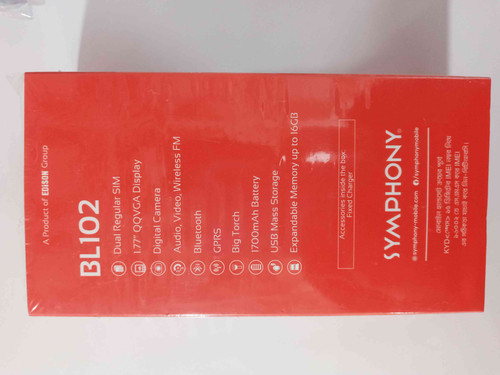 A Product of EDISON Group
BL102
Dual Regular SIM
1.77" QQVGA Display
Digital Camera
Audio, Video, Wireless FM
Bluetooth
GPRS
Big Torch
1700mAh Battery
USB Mass Storage
Expandable Memory up to 16GB
Accessories inside the box:
Fixed Charger
SYMPHONY
symphony-mobile.com /symphonymobile